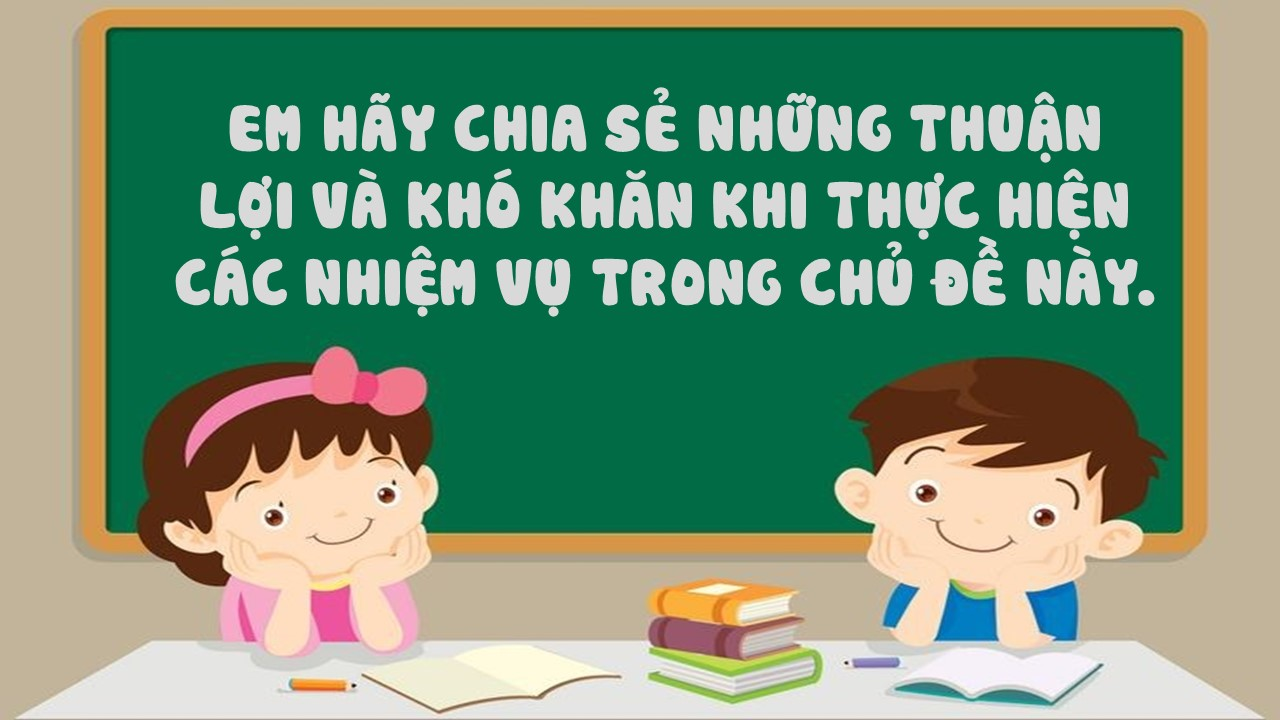 EM HÃY CHIA SẺ NHỮNG THUẬN
LỢI VÀ KHÓ KHĂN KHI THỰC HIỆN
CÁC NHIỆM VỤ TRONG CHỦ ĐỀ NÀY.